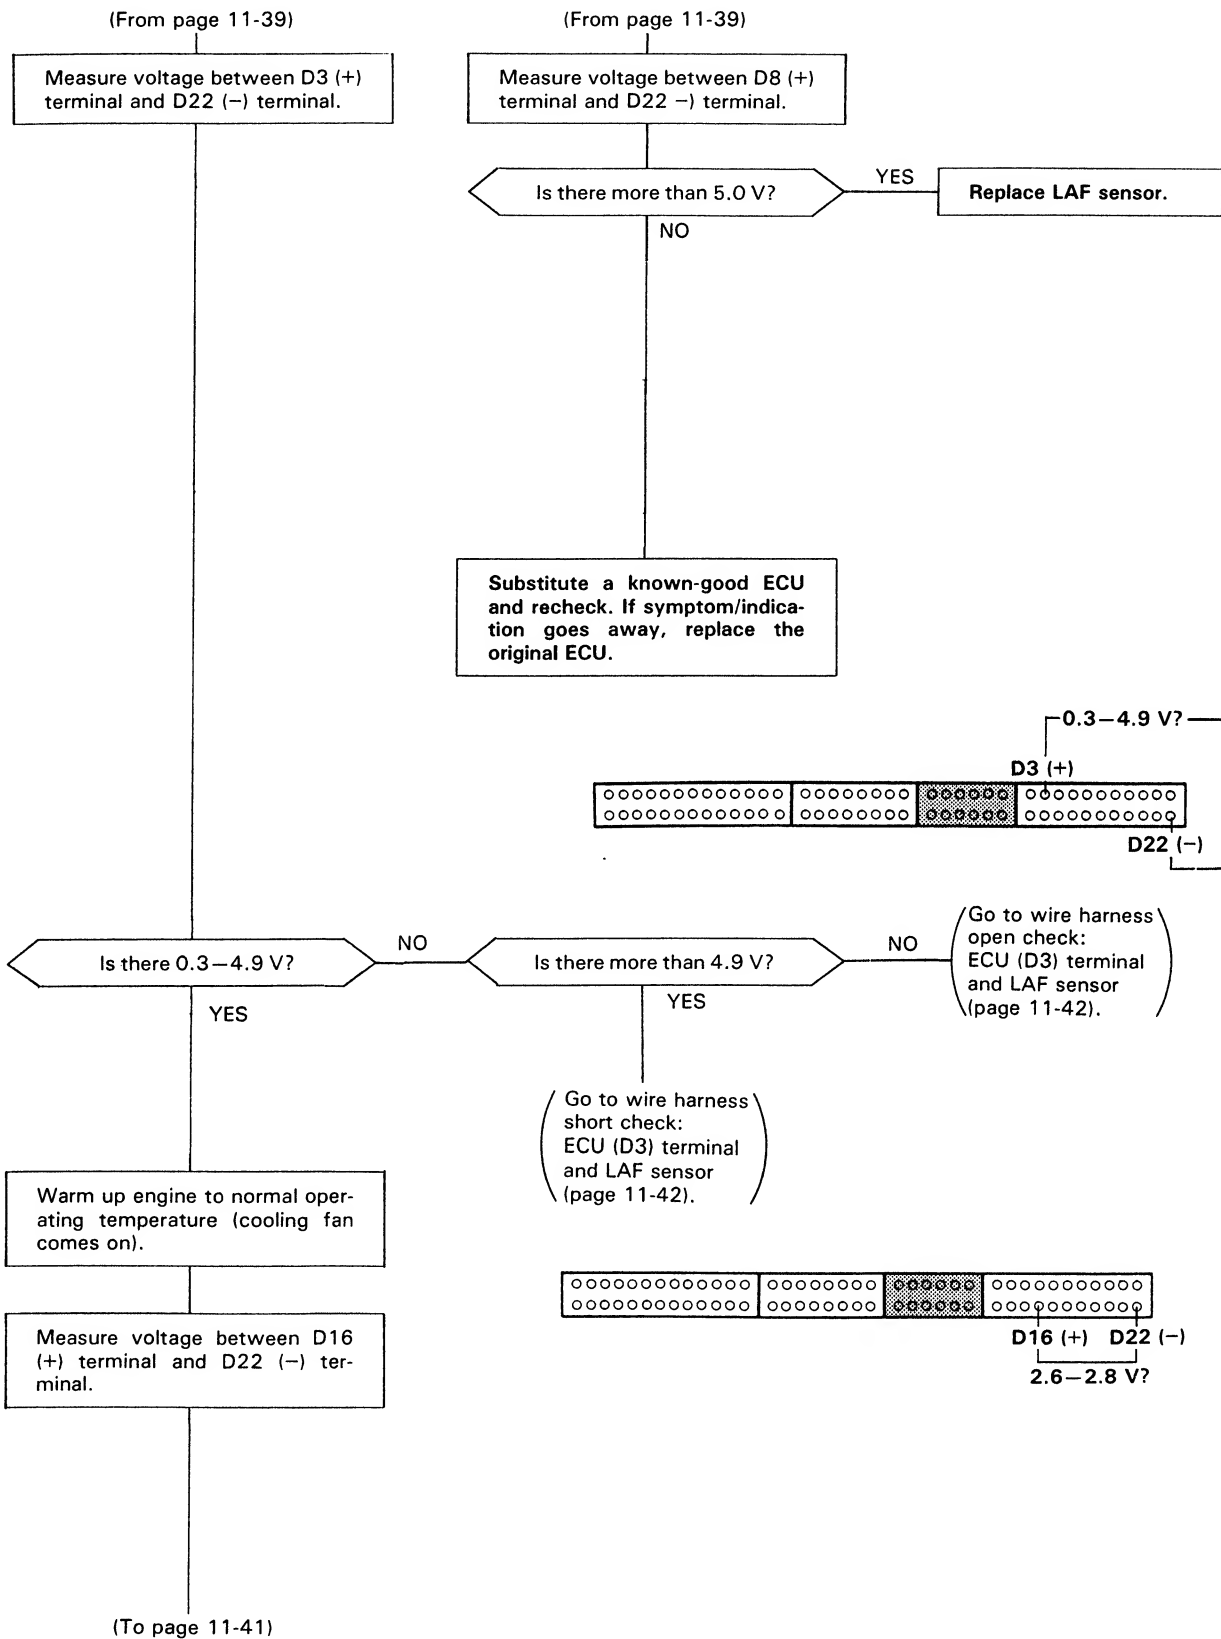 (From page 11-39)
Measure voltage between D3 (+)
terminal and D22 (−) terminal.
(From page 11-39)
Measure voltage between D8 (+)
terminal and D22 −) terminal.
Is there more than 5.0 V?
YES
Replace LAF sensor.
NO
Substitute a known-good ECU
and recheck. If symptom/indica-
tion goes away, replace the
original ECU.
0.3—4.9 V?
D3 (+)
D22 (−)
Is there 0.3—4.9 V?
NO
Is there more than 4.9 V?
NO
Go to wire harness
open check:
ECU (D3) terminal
and LAF sensor
(page 11-42).
YES
YES
Go to wire harness
short check:
ECU (D3) terminal
and LAF sensor
(page 11-42).
Warm up engine to normal oper-
ating temperature (cooling fan
comes on).
Measure voltage between D16
(+) terminal and D22 (−) ter-
minal.
D16 (+) D22 (−)
2.6—2.8 V?
(To page 11-41)